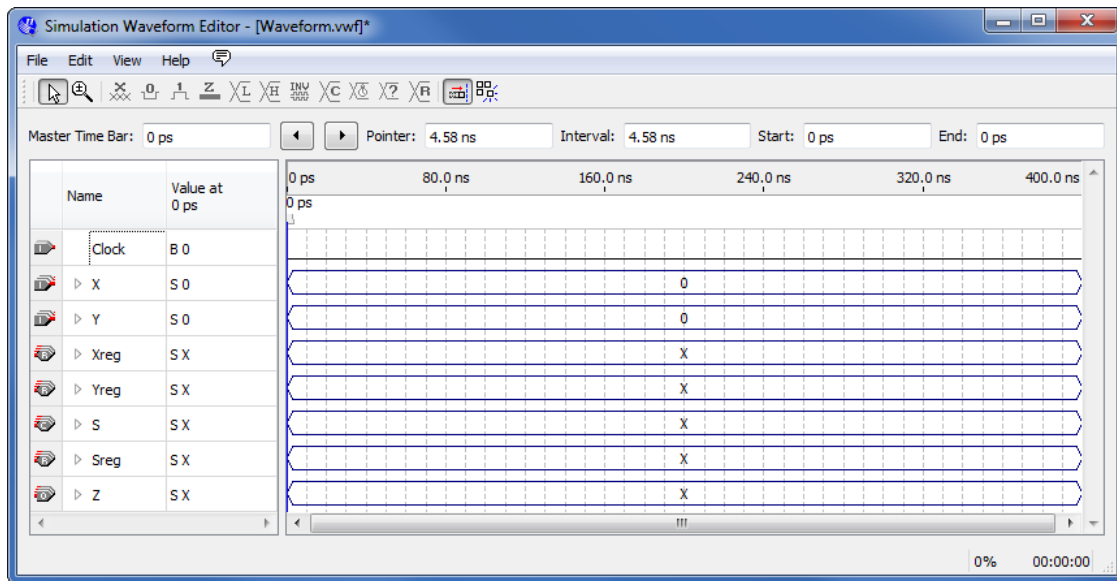 Simulation Waveform Editor - [Waveform.vwf]*
File Edit View Help
Master Time Bar: 0 ps Pointer: 4.58 ns Interval: 4.58 ns Start: 0 ps End: 0 ps
Name Value at 0 ps 0 ps 80.0 ns 160.0 ns 240.0 ns 320.0 ns 400.0 ns
0 ps
Clock B 0
X S 0 0
Y S 0 0
Xreg S X X
Yreg S X X
S S X X
Sreg S X X
Z S X X
0% 00:00:00